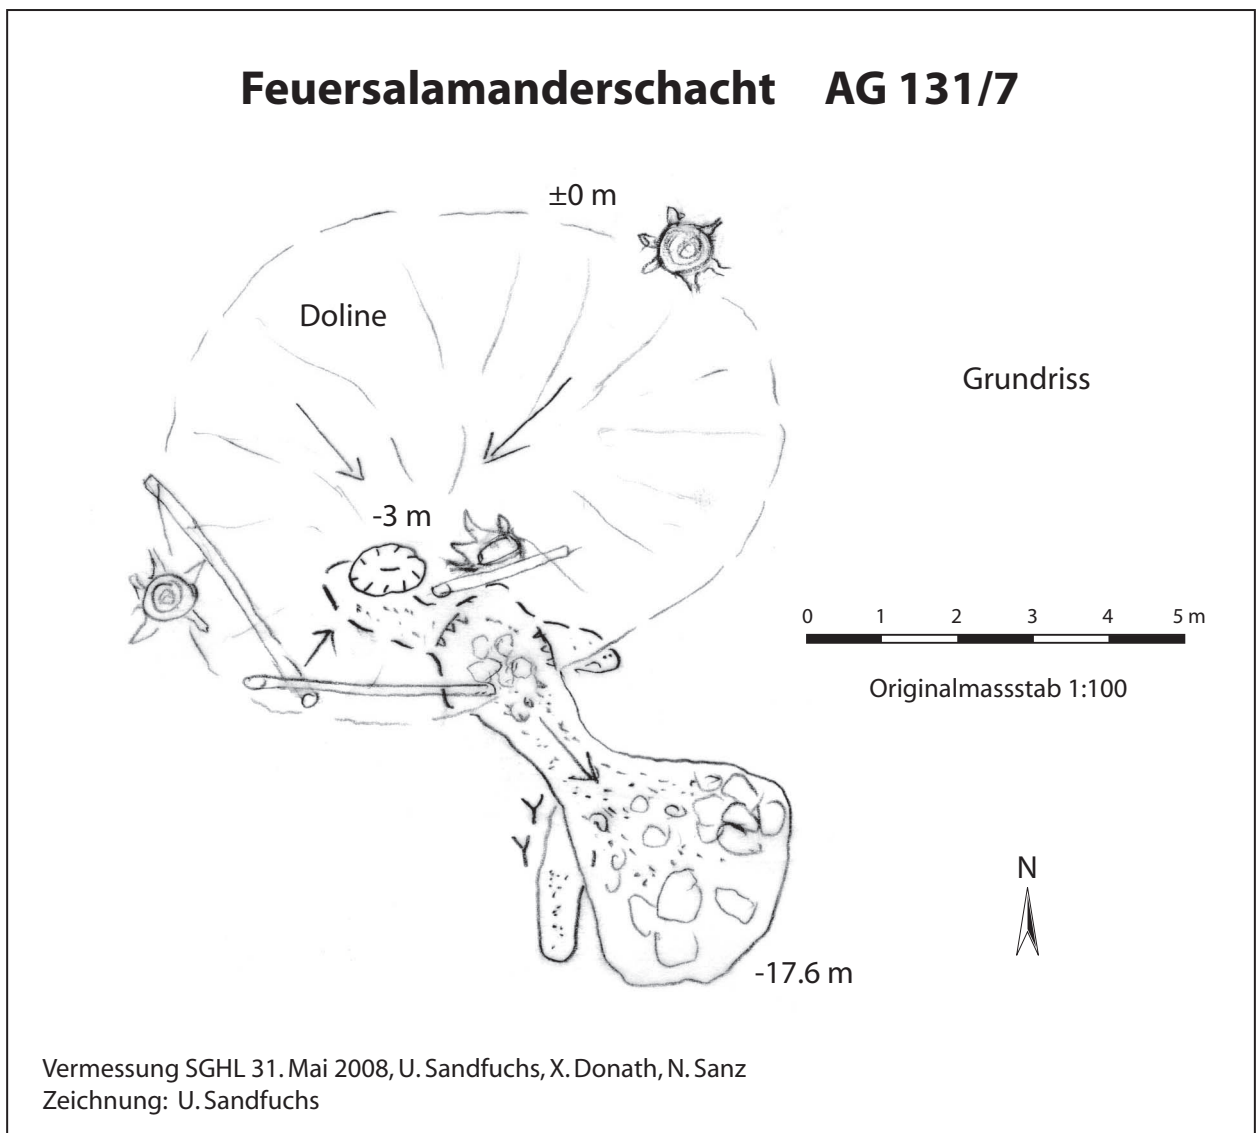 Feuersalamanderschacht AG 131/7
±0 m
Doline
Grundriss
-3 m
0 1 2 3 4 5 m
Originalmassstab 1:100
N
-17.6 m
Vermessung SGHL 31. Mai 2008, U. Sandfuchs, X. Donath, N. Sanz
Zeichnung: U. Sandfuchs